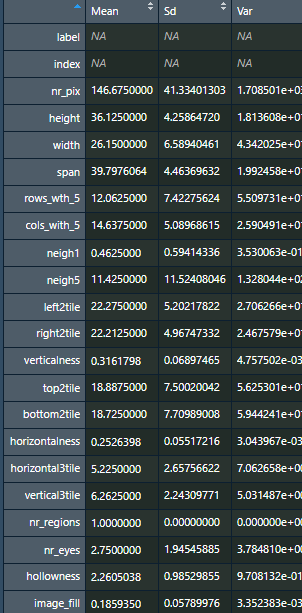 Mean Sd Var
label NA NA NA
index NA NA NA
nr_pix 146.6750000 41.33401303 1.708501e+03
height 36.1250000 4.25864720 1.813608e+01
width 26.1500000 6.58940461 4.342025e+01
span 39.7976064 4.46369632 1.992458e+01
rows_wth_5 12.0625000 7.42275624 5.509731e+01
cols_with_5 14.6375000 5.08968615 2.590491e+01
neigh1 0.4625000 0.59414336 3.530063e-01
neigh5 11.4250000 11.52408046 1.328044e+02
left2tile 22.2750000 5.20217822 2.706266e+01
right2tile 22.2125000 4.96747332 2.467579e+01
verticalness 0.3161798 0.06897465 4.757502e-03
top2tile 18.8875000 7.50020042 5.625301e+01
bottom2tile 18.7250000 7.70989008 5.944241e+01
horizontalness 0.2526398 0.05517216 3.043967e-03
horizontal3tile 5.2250000 2.65756622 7.062658e+00
vertical3tile 6.2625000 2.24309771 5.031487e+00
nr_regions 1.0000000 0.00000000 0.000000e+00
nr_eyes 2.7500000 1.94545885 3.784810e+00
hollowness 2.2605038 0.98529855 9.708132e-01
image_fill 0.1859350 0.05789976 3.352383e-03